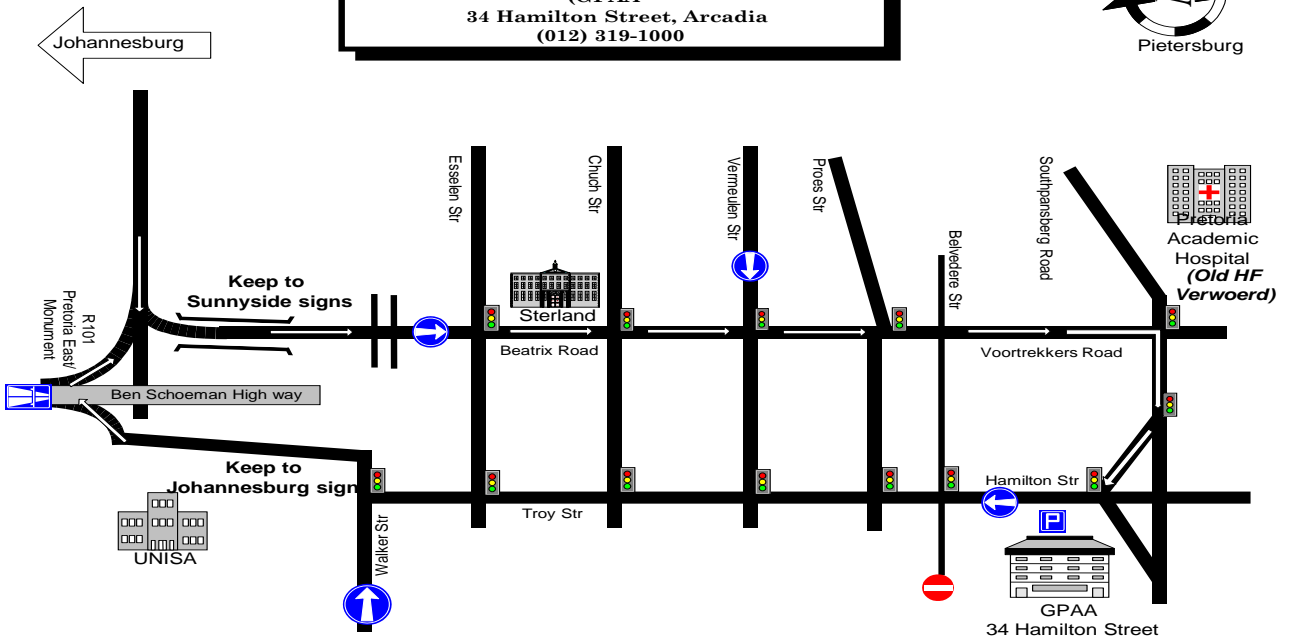 (GPAA
34 Hamilton Street, Arcadia
(012) 319-1000
Johannesburg
Pietersburg
Esselen Str
Chuch Str
Vermeulen Str
Proes Str
Belvedere Str
Southpansberg Road
Pretoria
Academic
Hospital
(Old HF
Verwoerd)
Keep to
Sunnyside signs
R101
Pretoria East/
Monument
Sterland
Beatrix Road
Voortrekkers Road
Ben Schoeman High way
Keep to
Johannesburg sign
Hamilton Str
Troy Str
P
UNISA
Walker Str
GPAA
34 Hamilton Street